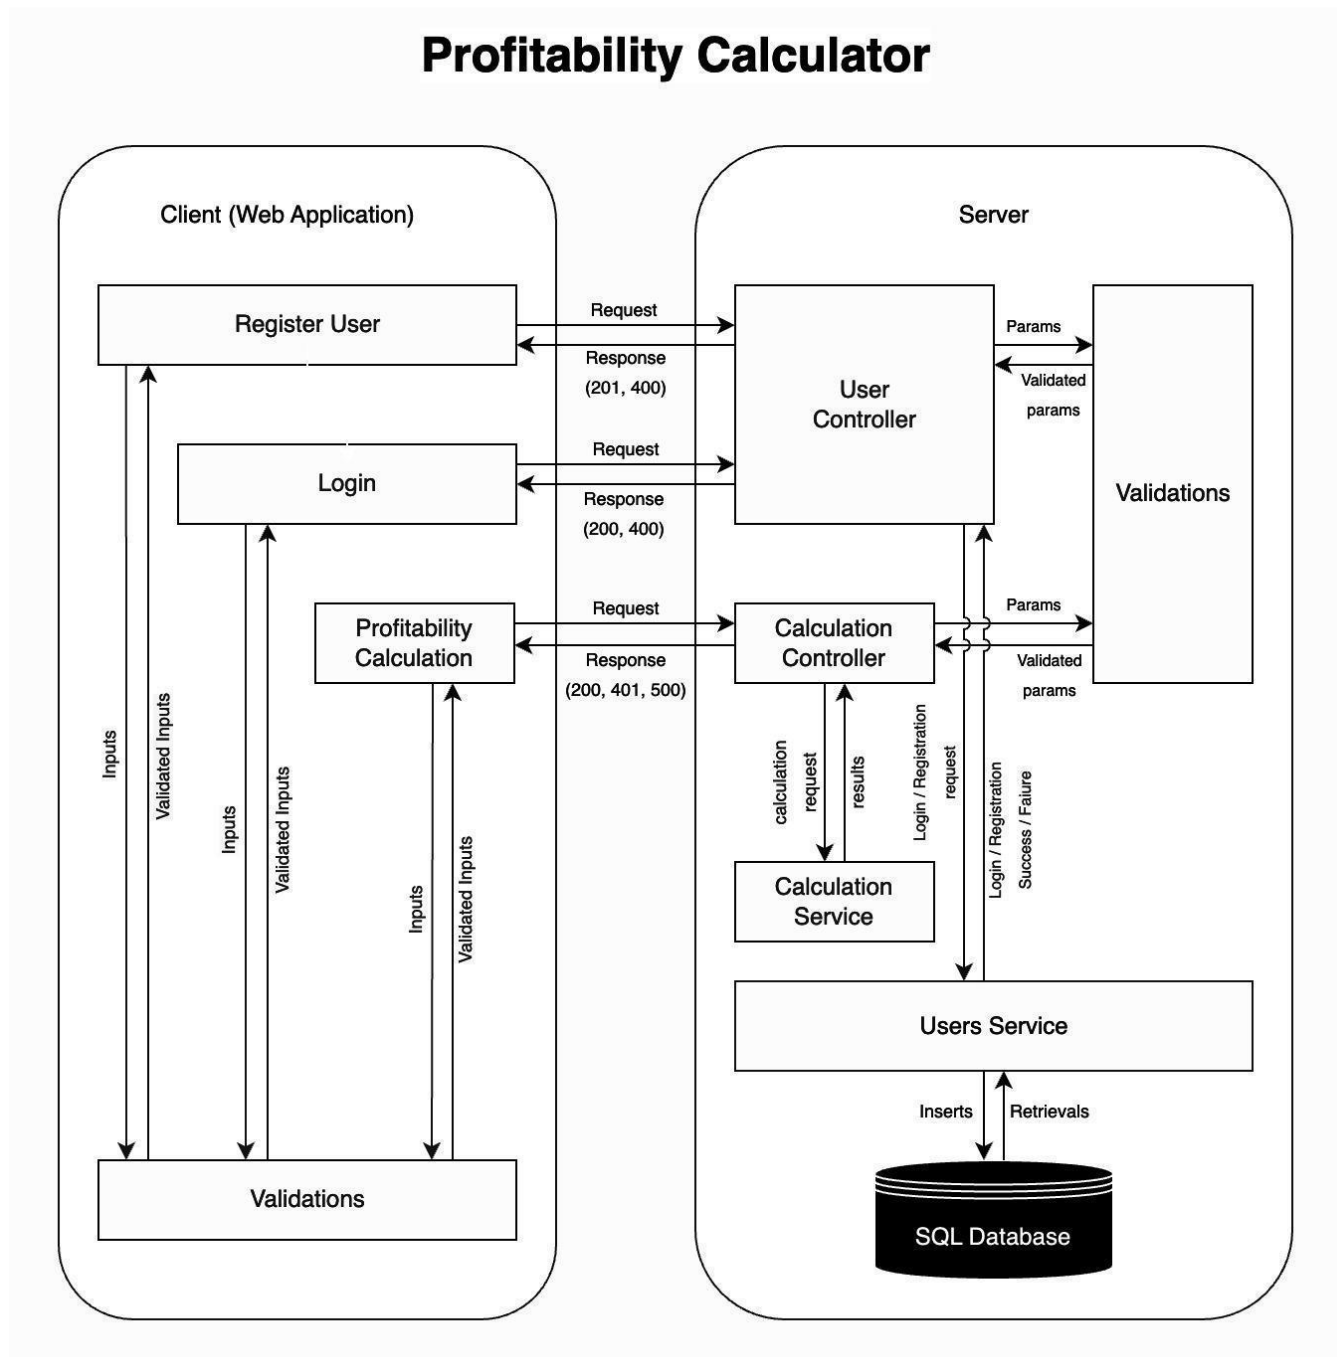 Profitability Calculator
Client (Web Application)
Server
Register User
Request
Response
(201, 400)
User
Controller
Params
Validated
params
Validations
Login
Request
Response
(200, 400)
Profitability
Calculation
Request
Response
(200, 401, 500)
Calculation
Controller
Params
Validated
params
Inputs
Validated Inputs
Inputs
Validated Inputs
Inputs
Validated Inputs
calculation
request
results
Login / Registration
request
Login / Registration
Success / Faiure
Calculation
Service
Users Service
Inserts
Retrievals
Validations
SQL Database